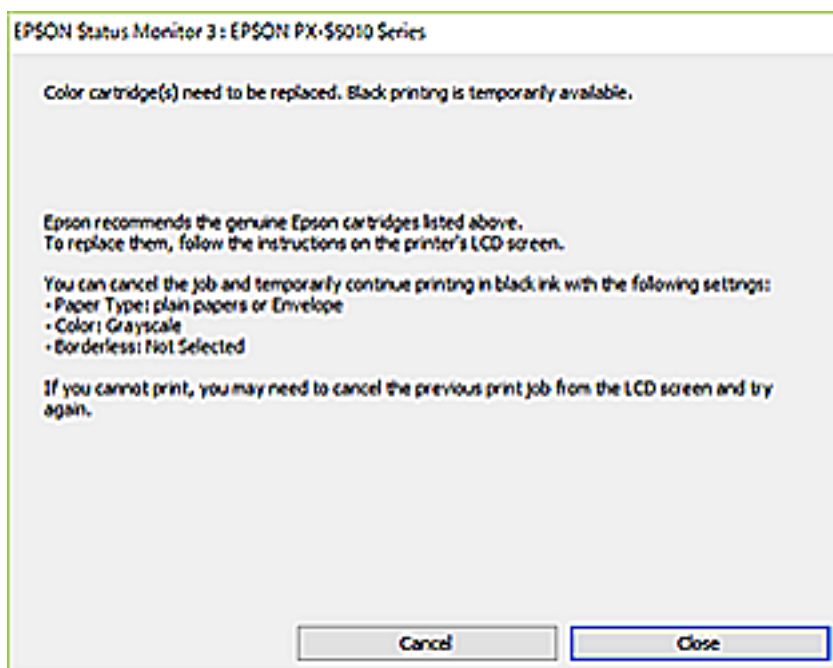 EPSON Status Monitor 3 : EPSON PX-S5010 Series
Color cartridge(s) need to be replaced. Black printing is temporarily available.
Epson recommends the genuine Epson cartridges listed above.
To replace them, follow the instructions on the printer's LCD screen.
You can cancel the job and temporarily continue printing in black ink with the following settings:
- Paper Type: plain papers or Envelope
- Color: Grayscale
- Borderless: Not Selected
If you cannot print, you may need to cancel the previous print job from the LCD screen and try
again.
Cancel
Close